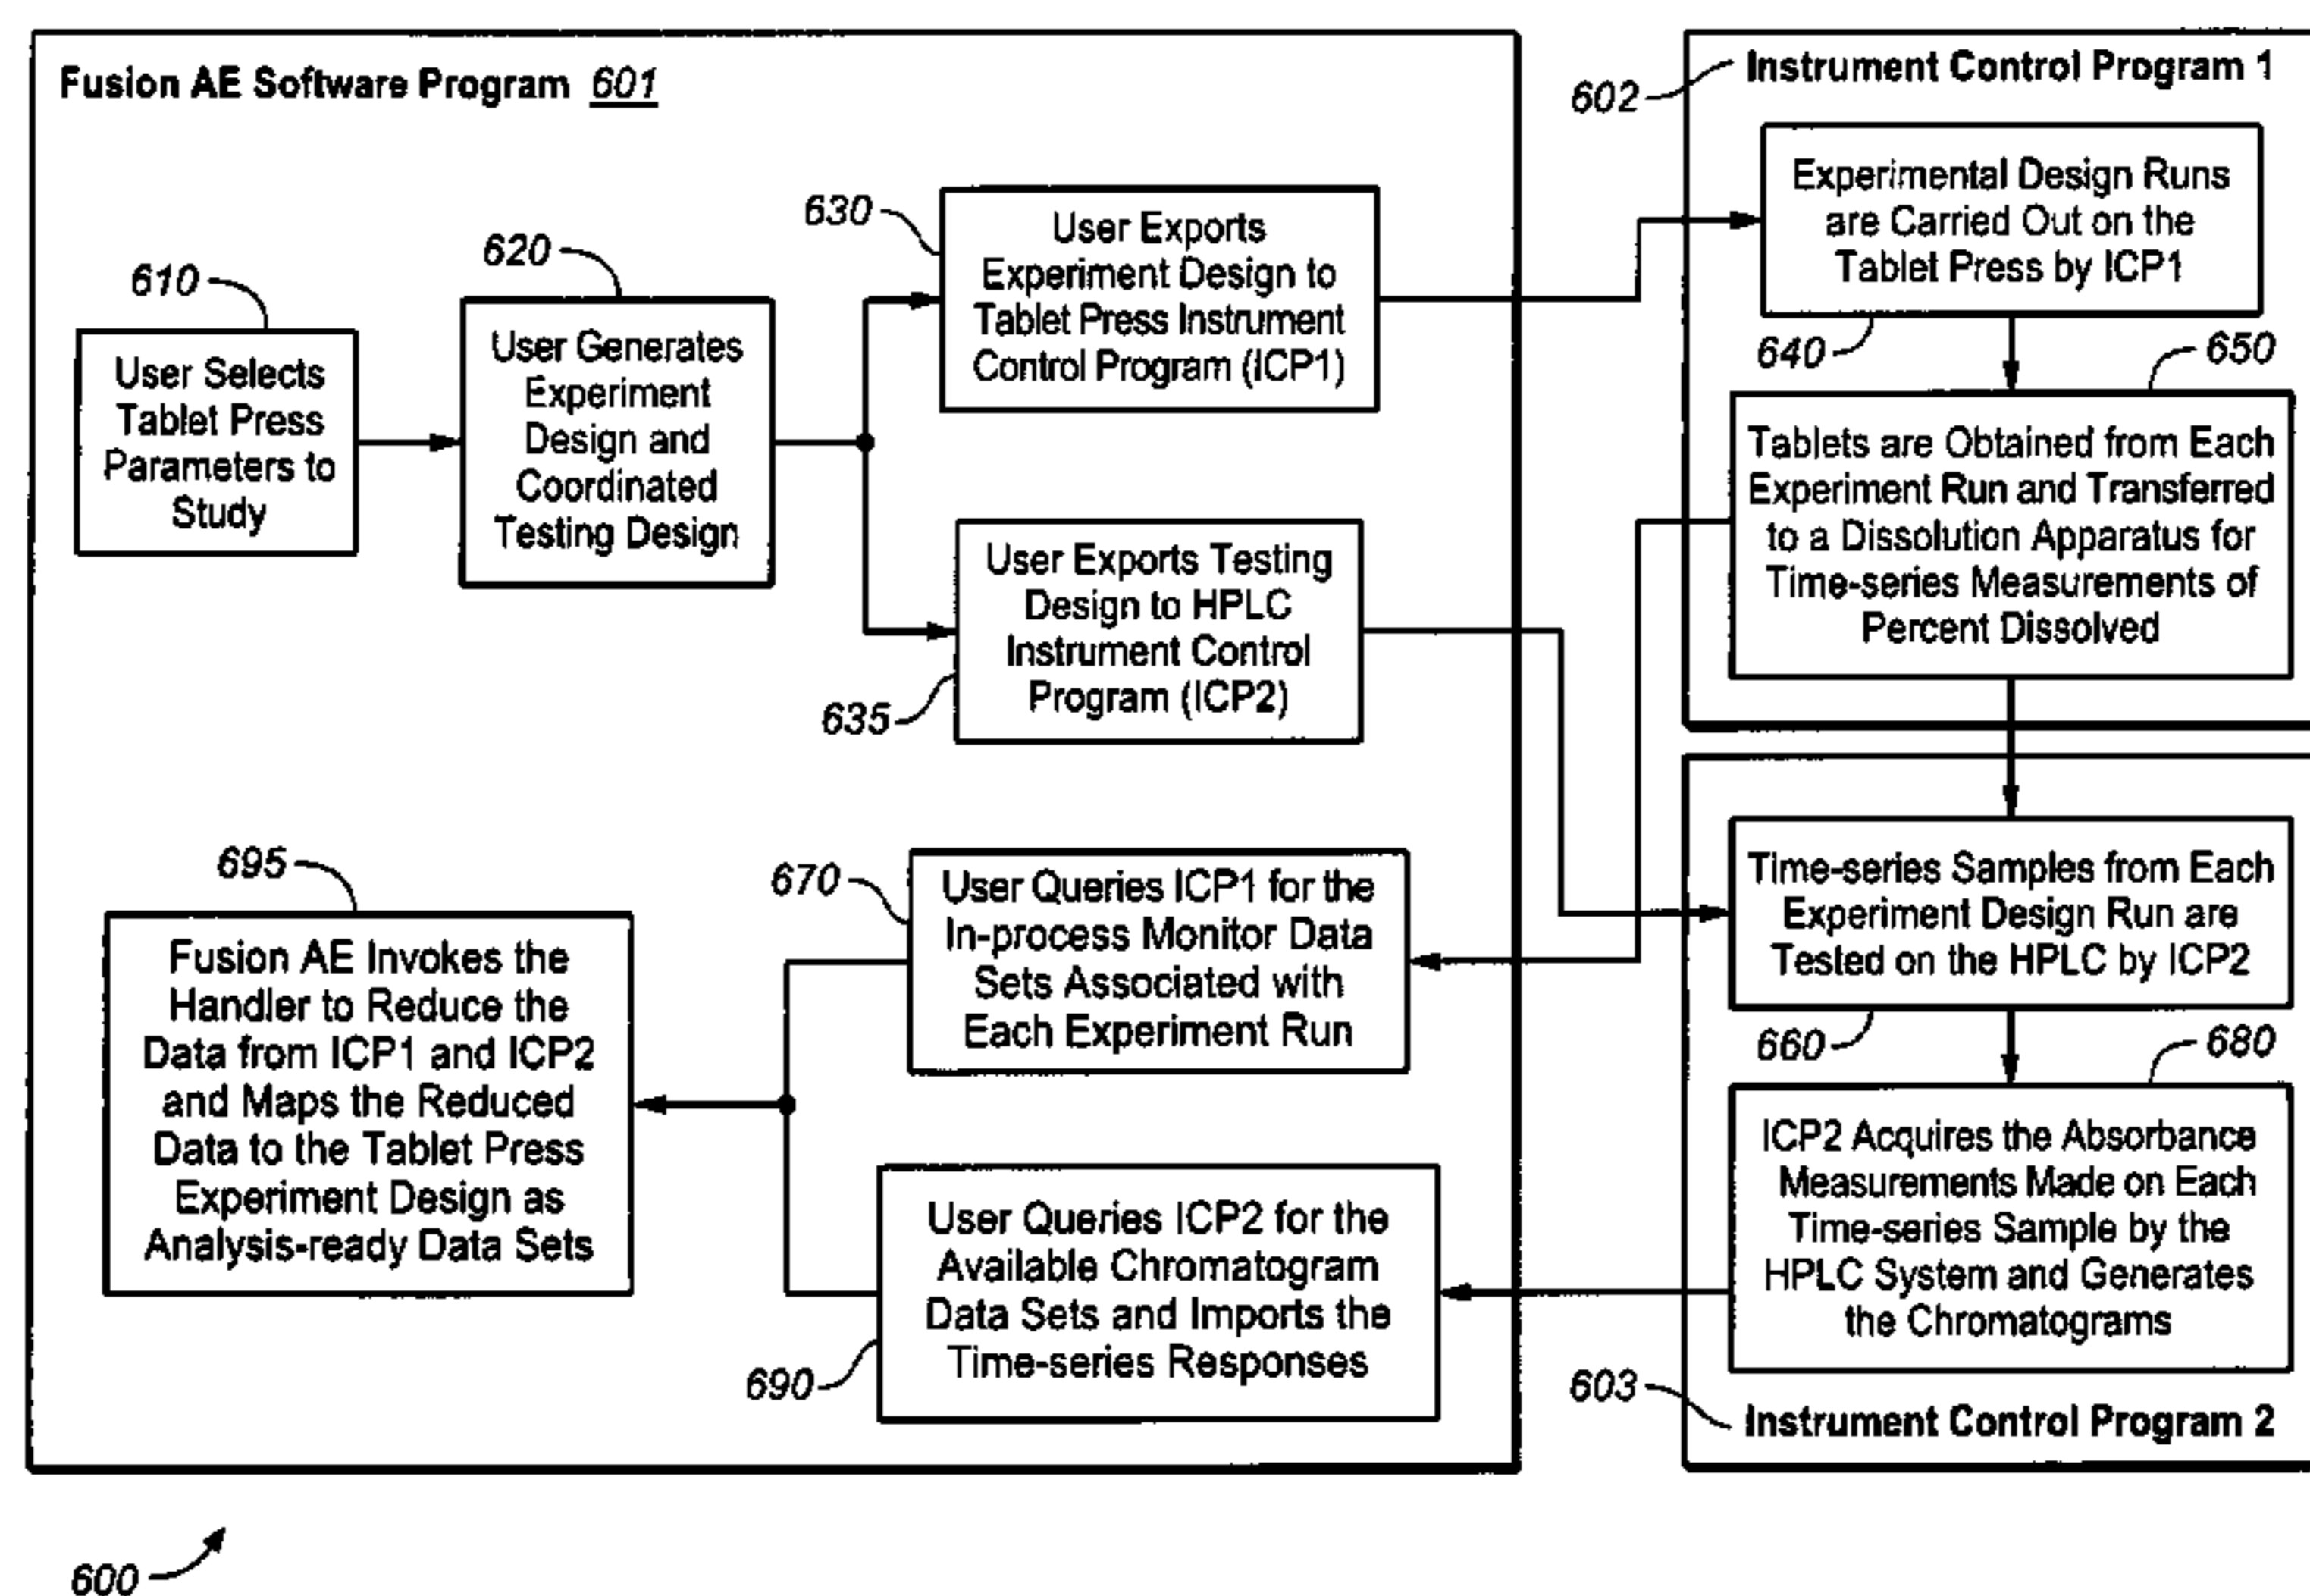 Fusion AE Software Program 601
610
User Selects
Tablet Press
Parameters to
Study
620
User Generates
Experiment
Design and
Coordinated
Testing Design
630
User Exports
Experiment Design to
Tablet Press Instrument
Control Program (ICP1)
User Exports Testing
Design to HPLC
Instrument Control
Program (ICP2)
635
602
Instrument Control Program 1
Experimental Design Runs
are Carried Out on the
Tablet Press by ICP1
640
650
Tablets are Obtained from Each
Experiment Run and Transferred
to a Dissolution Apparatus for
Time-series Measurements of
Percent Dissolved
Time-series Samples from Each
Experiment Design Run are
Tested on the HPLC by ICP2
660
680
ICP2 Acquires the Absorbance
Measurements Made on Each
Time-series Sample by the
HPLC System and Generates
the Chromatograms
603
Instrument Control Program 2
670
User Queries ICP1 for the
In-process Monitor Data
Sets Associated with
Each Experiment Run
User Queries ICP2 for the
Available Chromatogram
Data Sets and Imports the
Time-series Responses
690
695
Fusion AE Invokes the
Handler to Reduce the
Data from ICP1 and ICP2
and Maps the Reduced
Data to the Tablet Press
Experiment Design as
Analysis-ready Data Sets
600